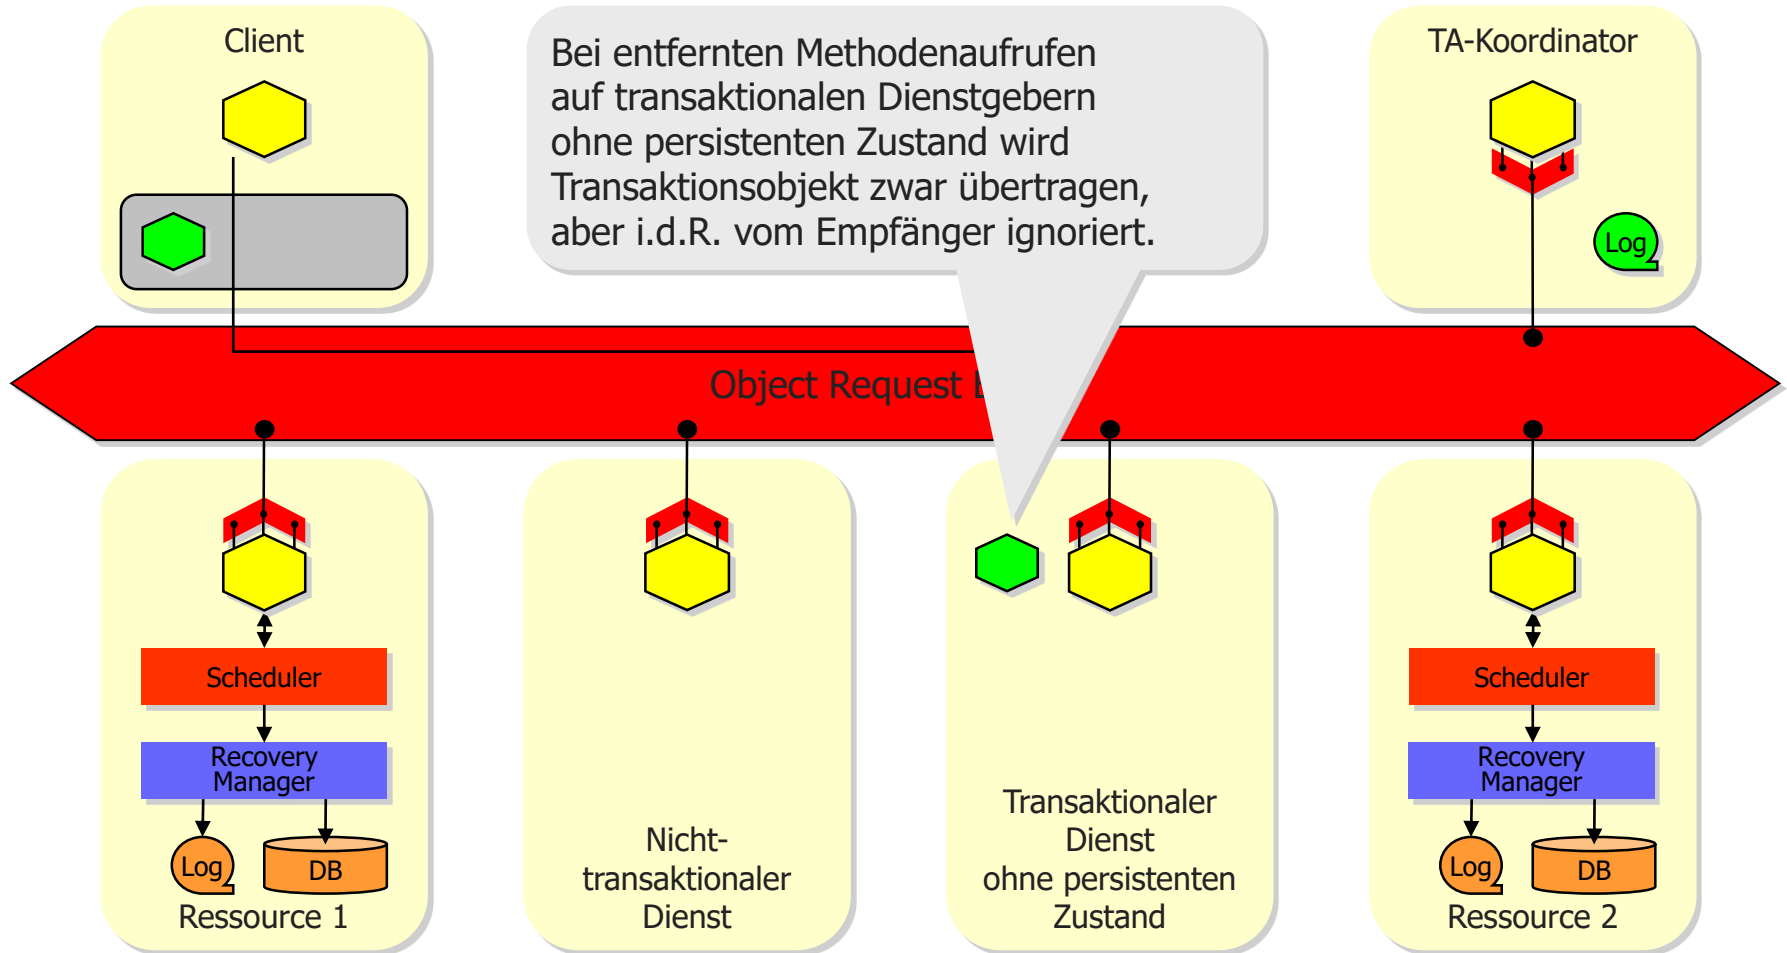 Client
Bei entfernten Methodenaufrufen
auf transaktionalen Dienstgebern
ohne persistenten Zustand wird
Transaktionsobjekt zwar übertragen,
aber i.d.R. vom Empfänger ignoriert.
TA-Koordinator
Log
Object Request
Scheduler
Recovery
Manager
Log
DB
Ressource 1
Nicht-
transaktionaler
Dienst
Transaktionaler
Dienst
ohne persistenten
Zustand
Scheduler
Recovery
Manager
Log
DB
Ressource 2